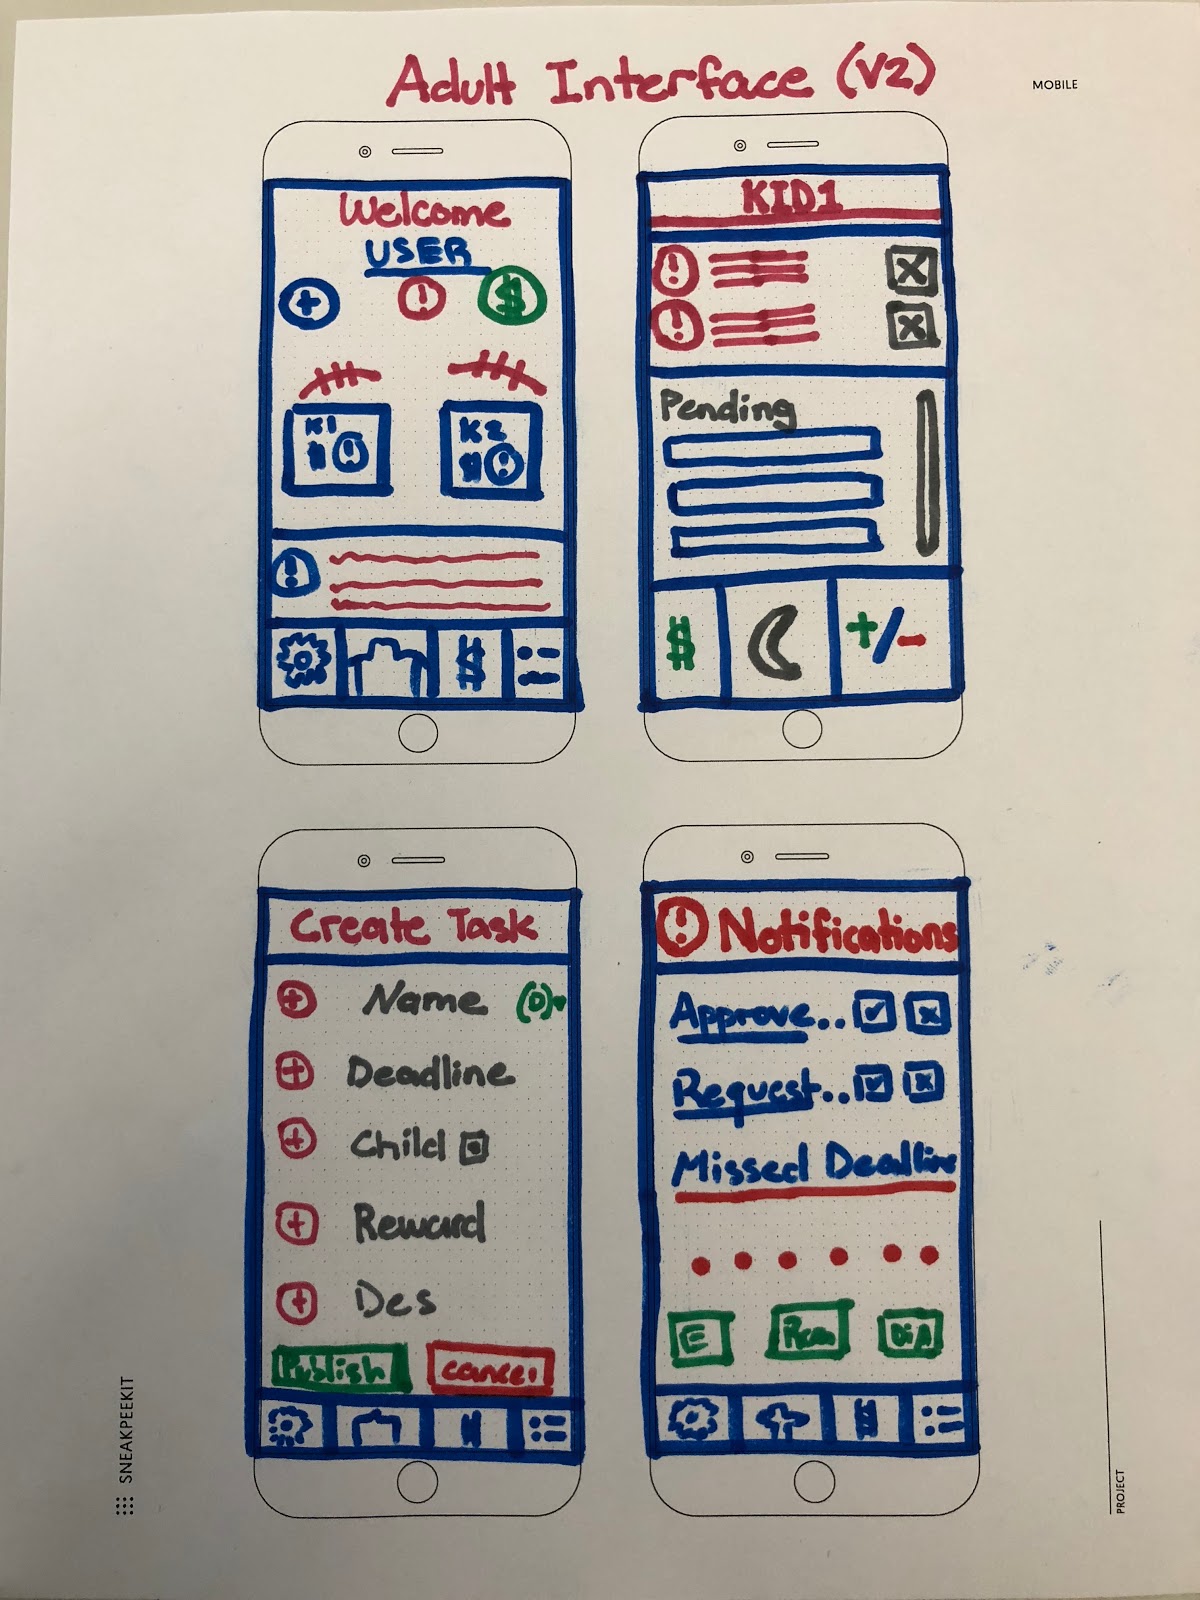 Adult Interface (V2)
MOBILE
Welcome
USER
+ ! $
K1
$ !
K2
$ !
!
$
KID1
!
!
Pending
$ +/-
Create Task
+ Name (0)
+ Deadline
+ Child
+ Reward
+ Des
Publish cancel
! Notifications
Approve..
Request..
Missed Deadline
E
SNEAKPEEKIT
PROJECT